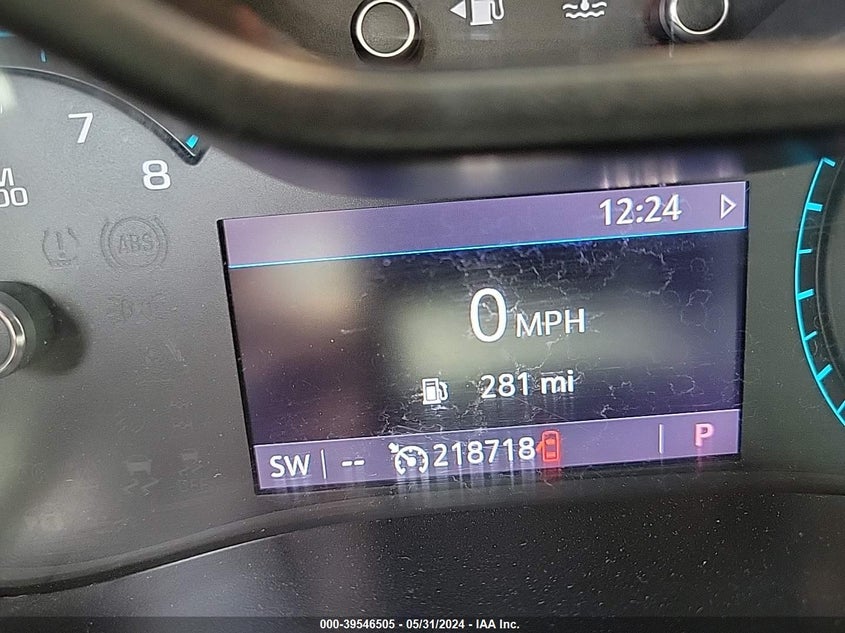 7
8
ABS
12:24
0 MPH
281 mi
SW -- 218718
P
000-39546505 - 05/31/2024 - IAA Inc.